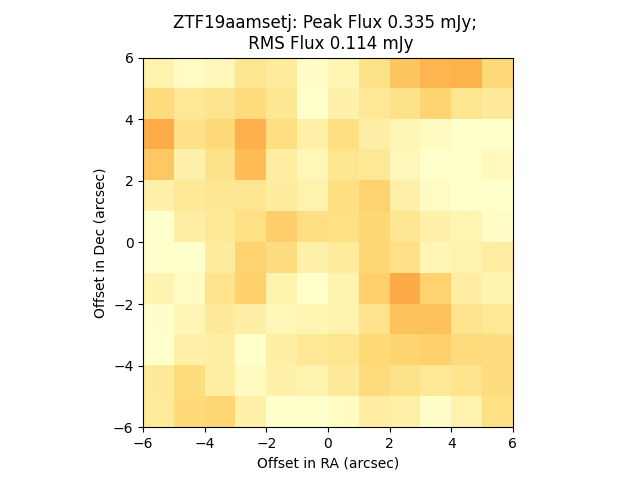 ZTF19aamsetj: Peak Flux 0.335 mJy;
RMS Flux 0.114 mJy
6
4
2
0
−2
−4
−6
Offset in Dec (arcsec)
−6 −4 −2 0 2 4 6
Offset in RA (arcsec)